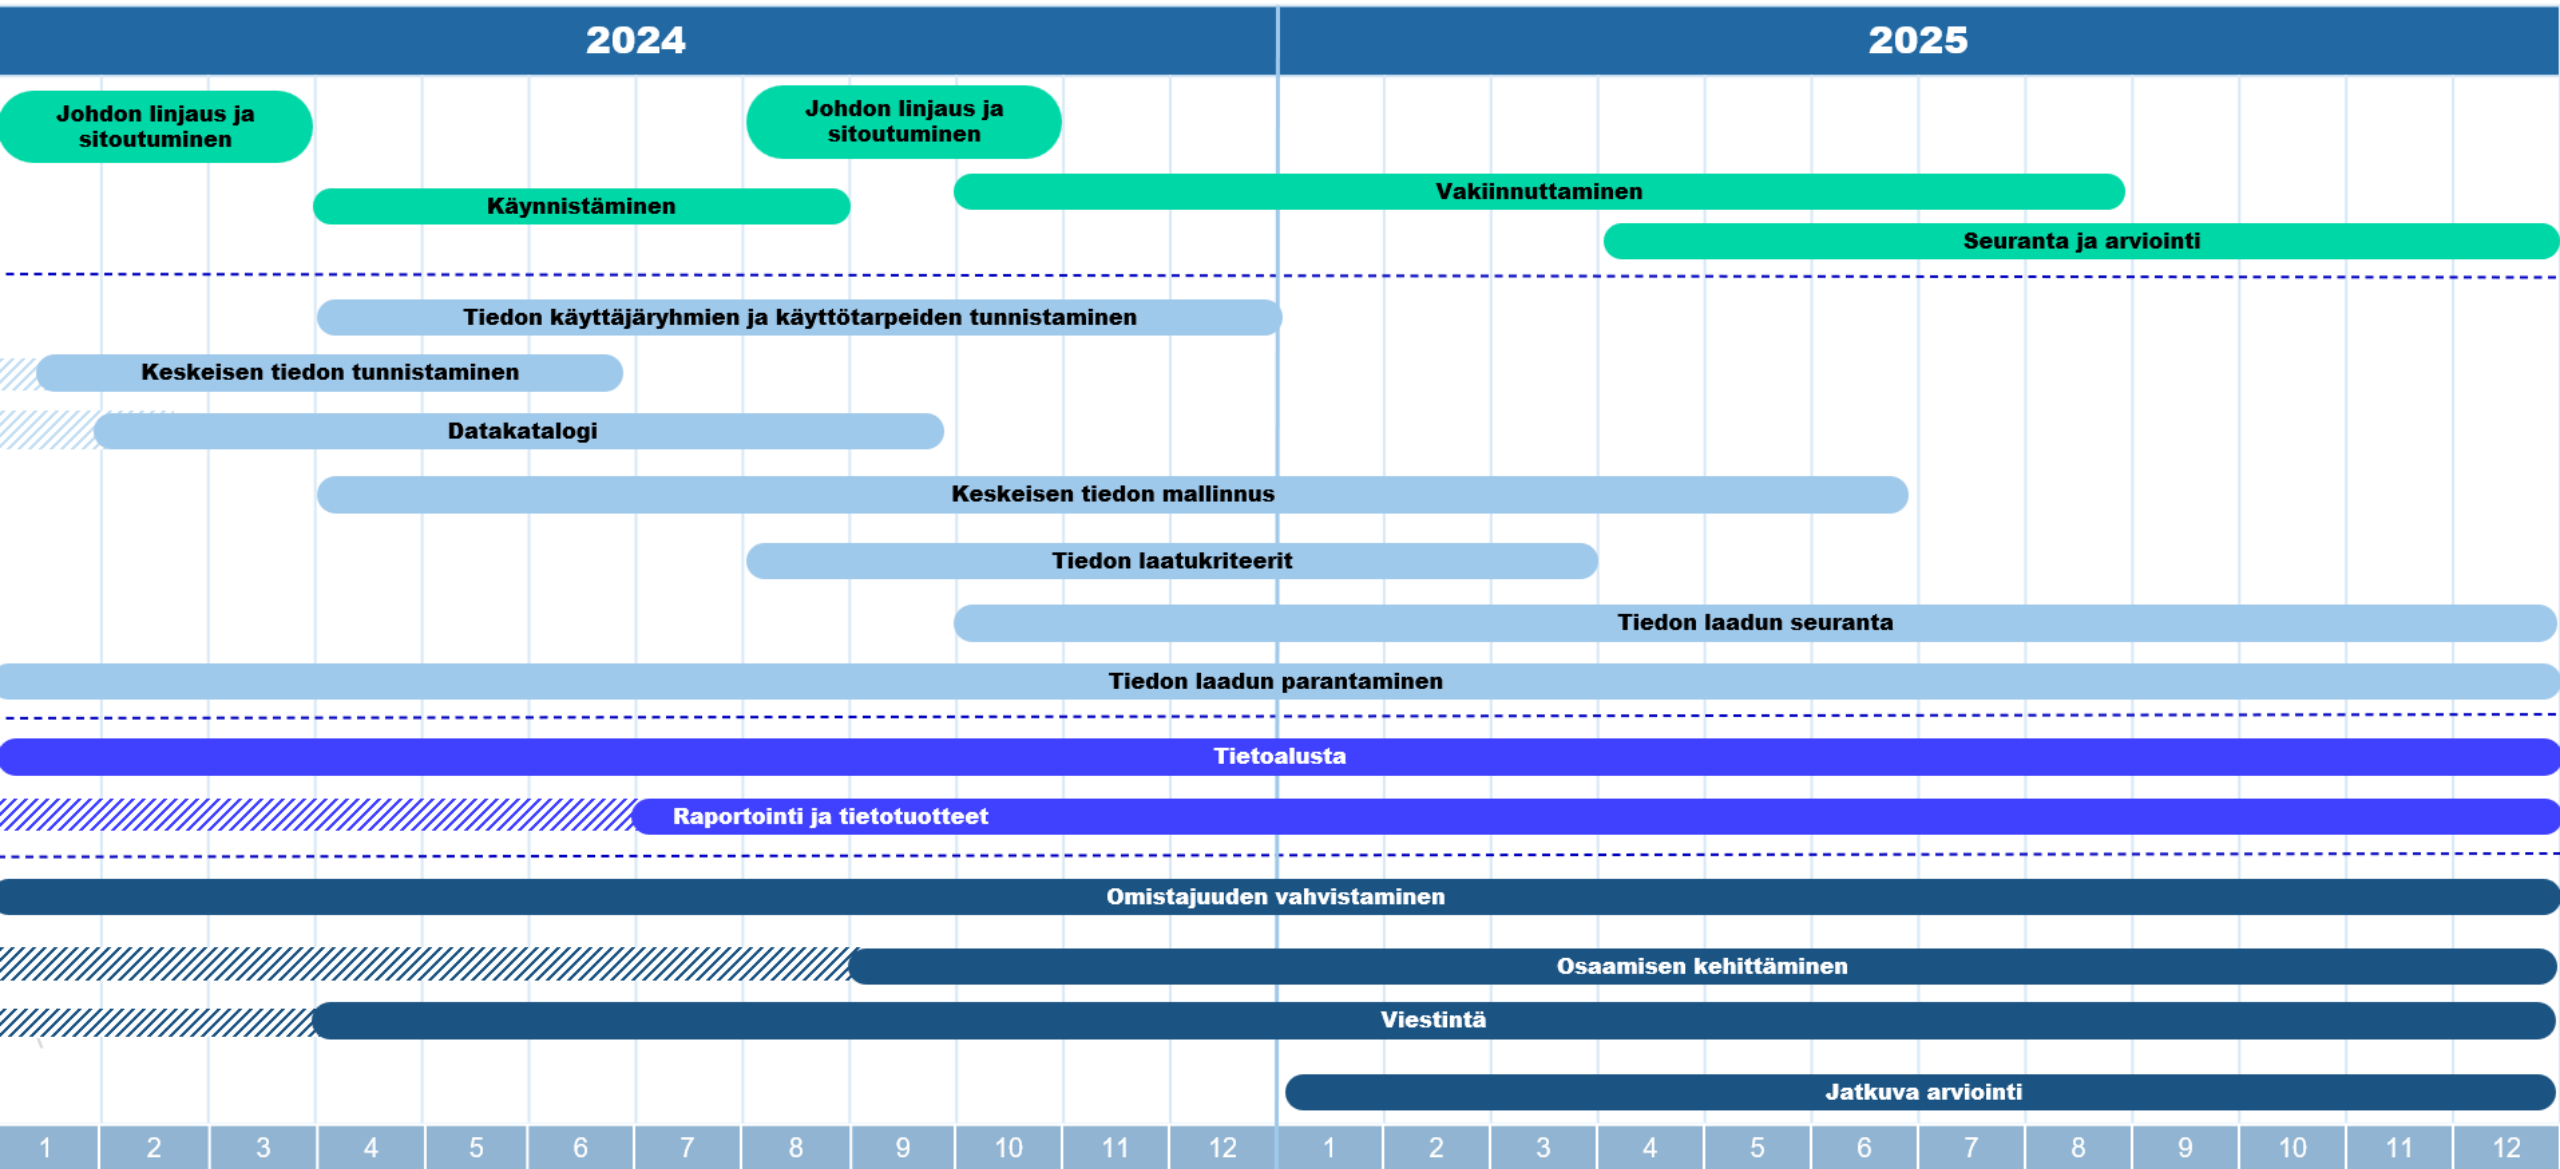 2024
2025
Johdon linjaus ja
sitoutuminen
Johdon linjaus ja
sitoutuminen
Vakiinnuttaminen
Käynnistäminen
Seuranta ja arviointi
Tiedon käyttäjäryhmien ja käyttötarpeiden tunnistaminen
Keskeisen tiedon tunnistaminen
Datakatalogi
Keskeisen tiedon mallinnus
Tiedon laatukriteerit
Tiedon laadun seuranta
Tiedon laadun parantaminen
Tietoalusta
Raportointi ja tietotuotteet
Omistajuuden vahvistaminen
Osaamisen kehittäminen
Viestintä
Jatkuva arviointi
1 2 3 4 5 6 7 8 9 10 11 12 1 2 3 4 5 6 7 8 9 10 11 12